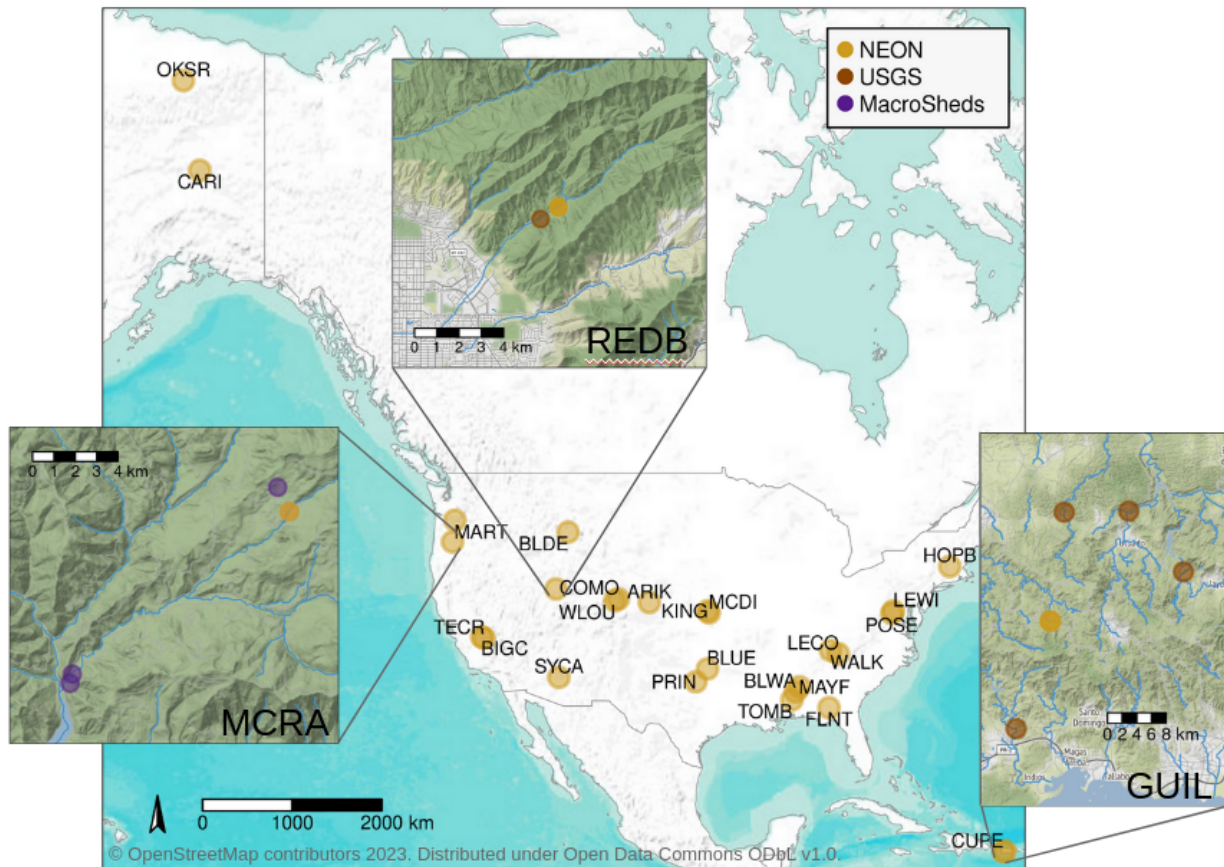 NEON
USGS
MacroSheds
OKSR
CARI
0 1 2 3 4 km
REDB
0 1 2 3 4 km
MCRA
MART
BLDE
COMO
WLOU
ARIK
KING
MCDI
HOPB
LEWI
POSE
TECR
BIGC
SYCA
LECO
WALK
BLUE
PRIN
BLWA
MAYF
TOMB
FLNT
Santo
Domingo
0 2 4 6 8 km
GUIL
CUPE
0 1000 2000 km
© OpenStreetMap contributors 2023. Distributed under Open Data Commons ODbL v1.0.